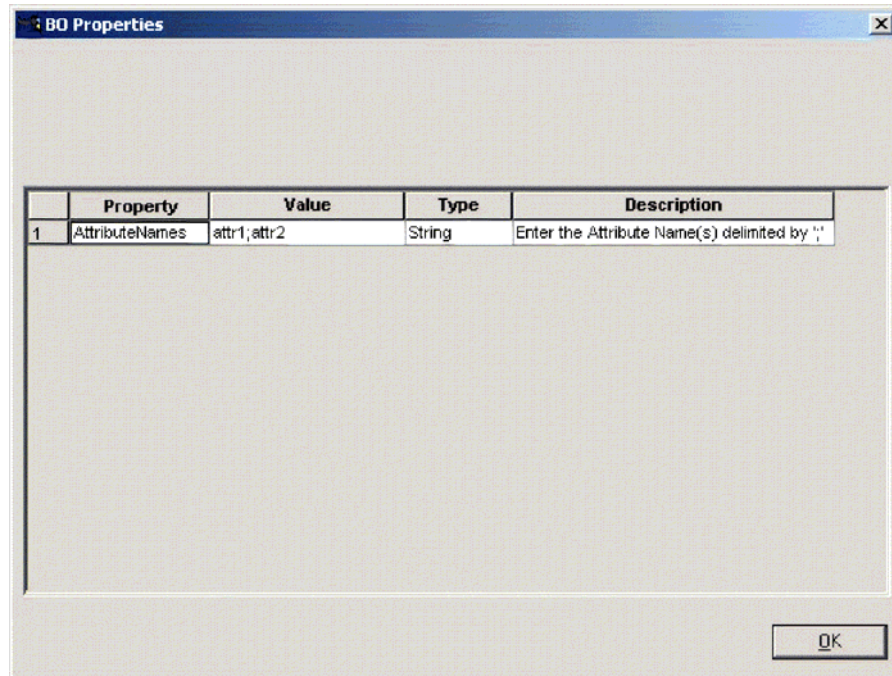 BO Properties
Property Value Type Description
1 AttributeNames attr1;attr2 String Enter the Attribute Name(s) delimited by ';'
OK